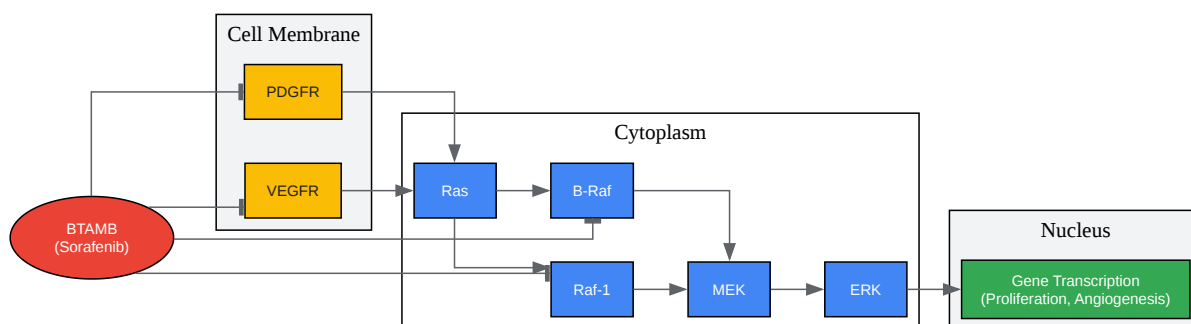 Cell Membrane
PDGFR
Cytoplasm
VEGFR
Ras
B-Raf
BTAMB
(Sorafenib)
Nucleus
Raf-1
MEK
ERK
Gene Transcription
(Proliferation, Angiogenesis)